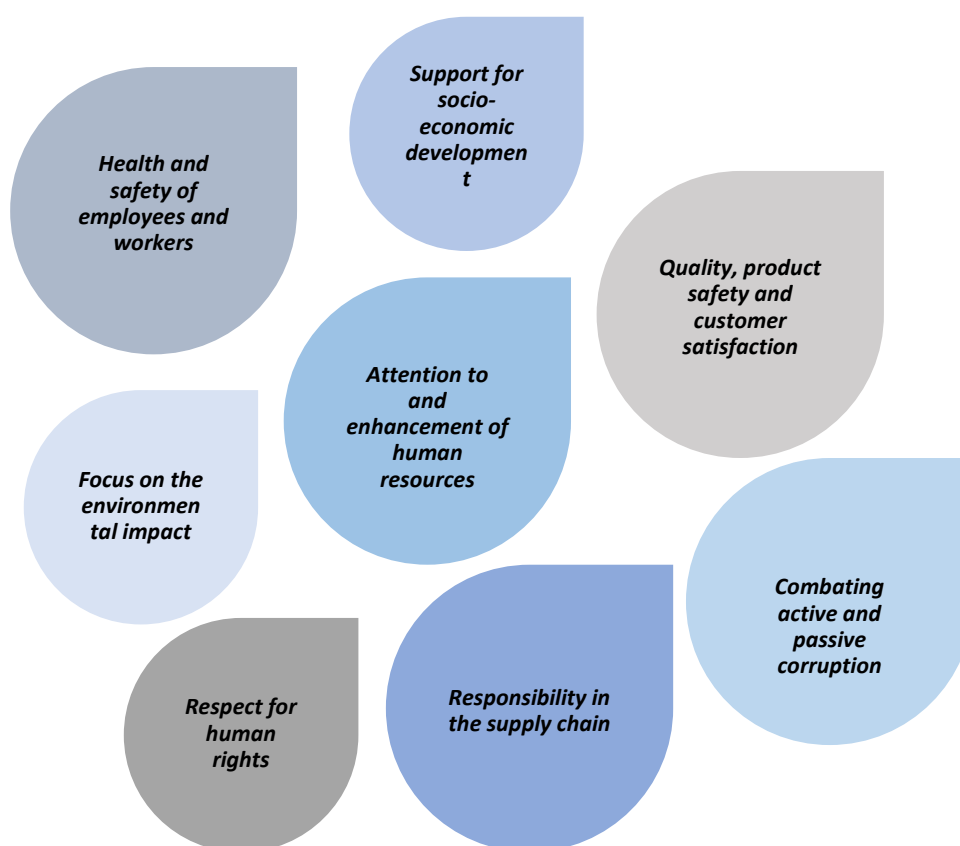 Support for
socio-
economic
developmen
t
Health and
safety of
employees and
workers
Quality, product
safety and
customer
satisfaction
Attention to
and
enhancement of
human
resources
Focus on the
environmen
tal impact
Combating
active and
passive
corruption
Respect for
human
rights
Responsibility in
the supply chain